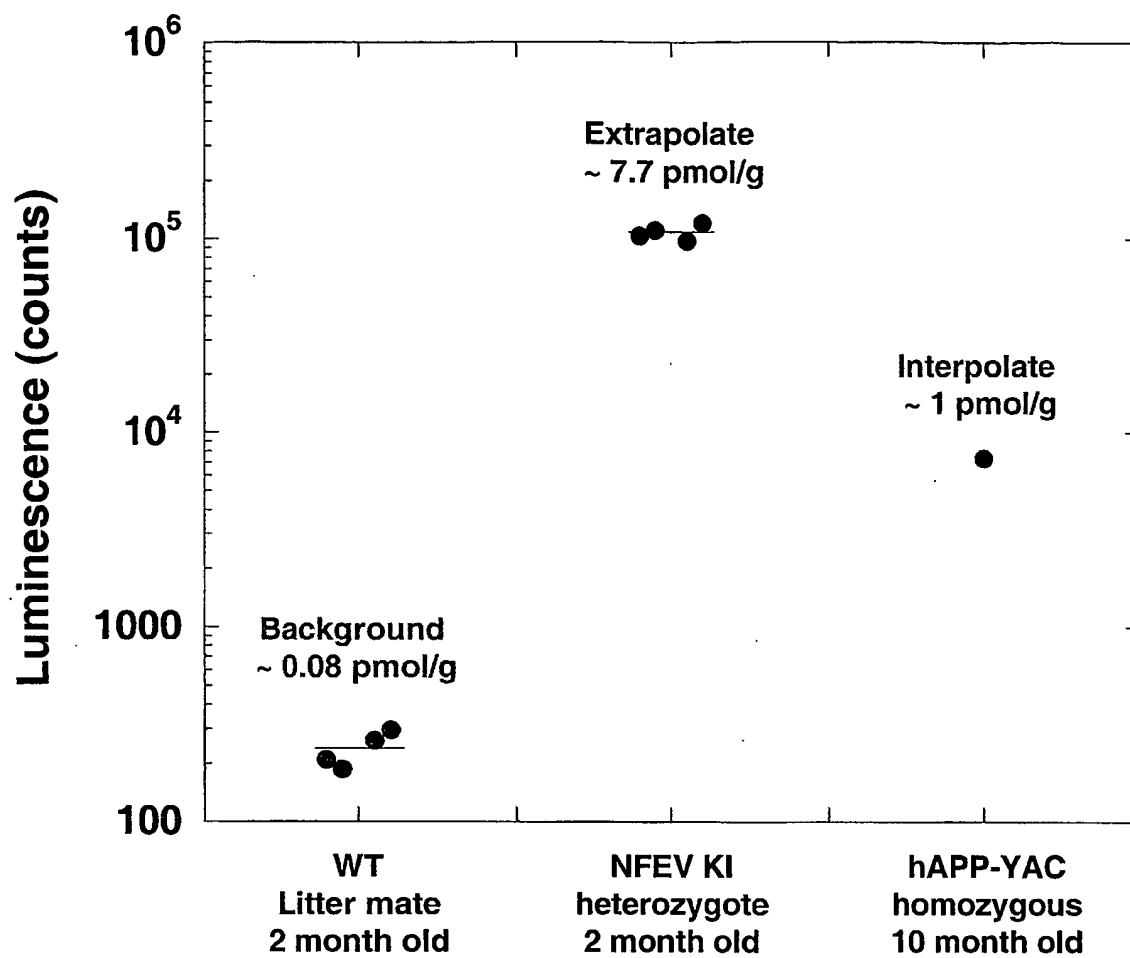 Luminescence (counts)
10^6
10^5
10^4
1000
100
Extrapolate
~ 7.7 pmol/g
Interpolate
~ 1 pmol/g
Background
~ 0.08 pmol/g
WT
Litter mate
2 month old
NFEV KI
heterozygote
2 month old
hAPP-YAC
homozygous
10 month old